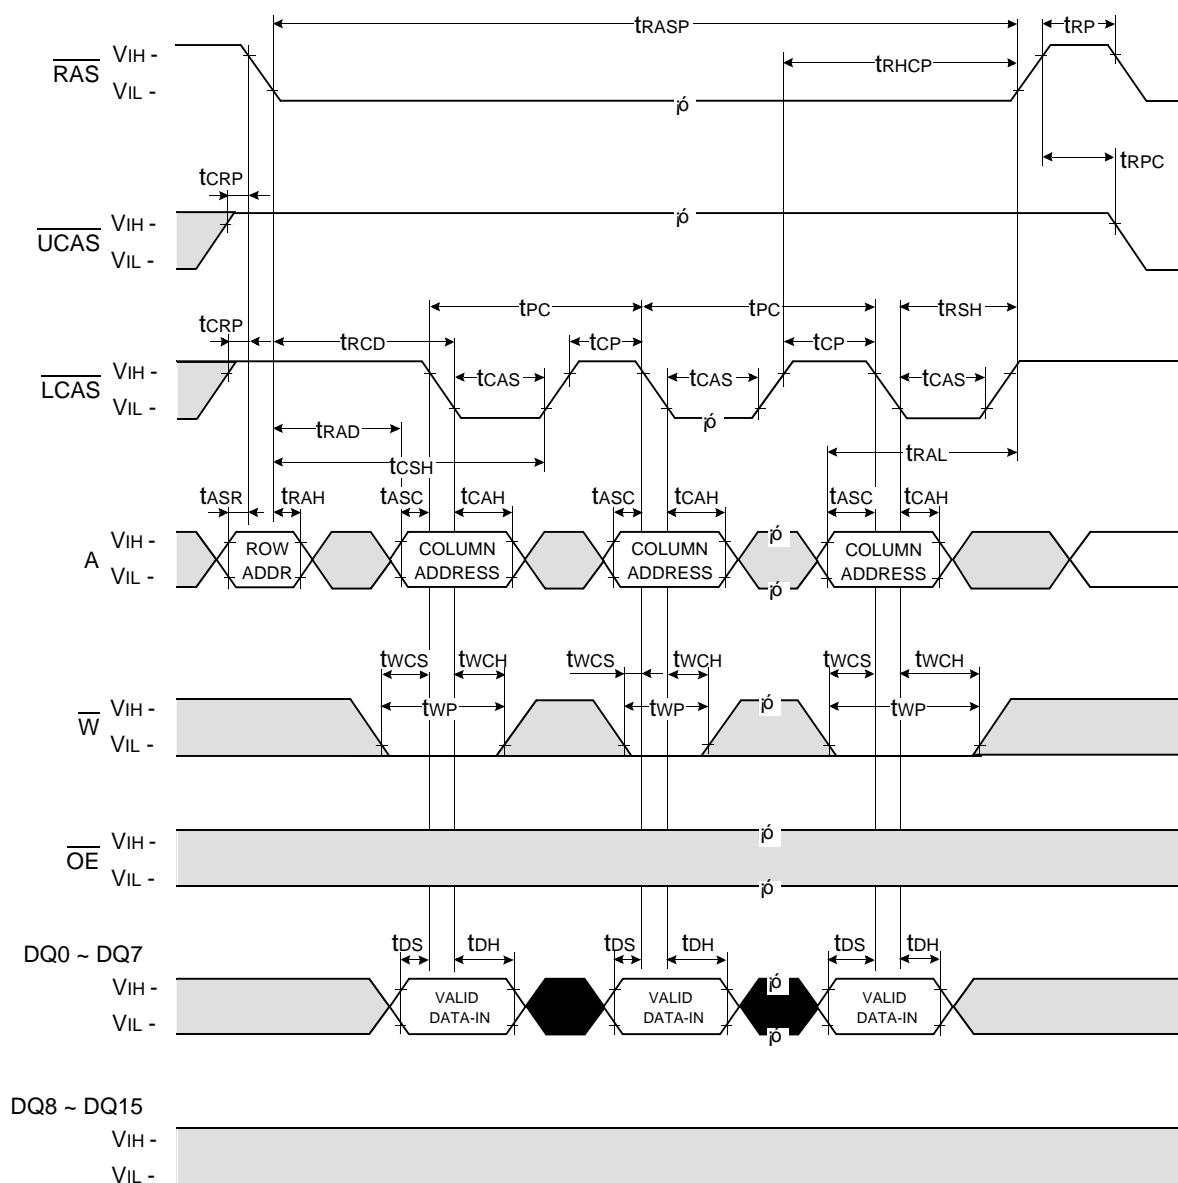 tRASP
tRP
RAS
VIH -
tRHCP
VIL -
¡ó
tRPC
tCRP
UCAS
VIH -
¡ó
VIL -
tPC
tPC
tRSH
tCRP
tRCD
tCP
tCP
LCAS
VIH -
tCAS
tCAS
tCAS
VIL -
¡ó
tRAD
tCSH
tRAL
tASR
tRAH
tASC
tCAH
tASC
tCAH
tASC
tCAH
A
VIH -
¡ó
VIL -
ROW
ADDR
COLUMN
ADDRESS
COLUMN
ADDRESS
COLUMN
ADDRESS
¡ó
tWCS
tWCH
tWCS
tWCH
tWCS
tWCH
W
VIH -
tWP
tWP
¡ó
tWP
VIL -
OE
VIH -
¡ó
VIL -
¡ó
DQ0 ~ DQ7
tDS
tDH
tDS
tDH
tDS
tDH
VIH -
¡ó
VIL -
VALID
DATA-IN
VALID
DATA-IN
VALID
DATA-IN
¡ó
DQ8 ~ DQ15
VIH -
VIL -